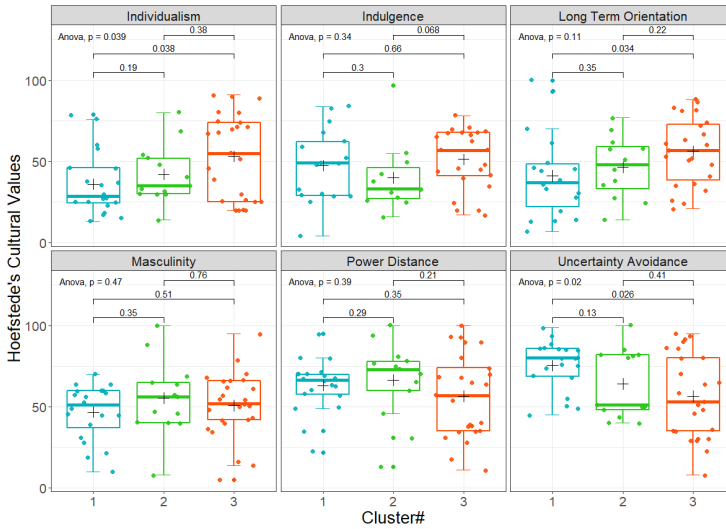 Individualism
Indulgence
Long Term Orientation
Anova, p = 0.039
0.38
0.038
0.19
Anova, p = 0.34
0.068
0.66
0.3
Anova, p = 0.11
0.22
0.034
0.35
100
50
0
Masculinity
Power Distance
Uncertainty Avoidance
Anova, p = 0.47
0.76
0.51
0.35
Anova, p = 0.39
0.21
0.35
0.29
Anova, p = 0.02
0.41
0.026
0.13
100
50
0
1 2 3
1 2 3
1 2 3
Cluster#
Hoefstede's Cultural Values